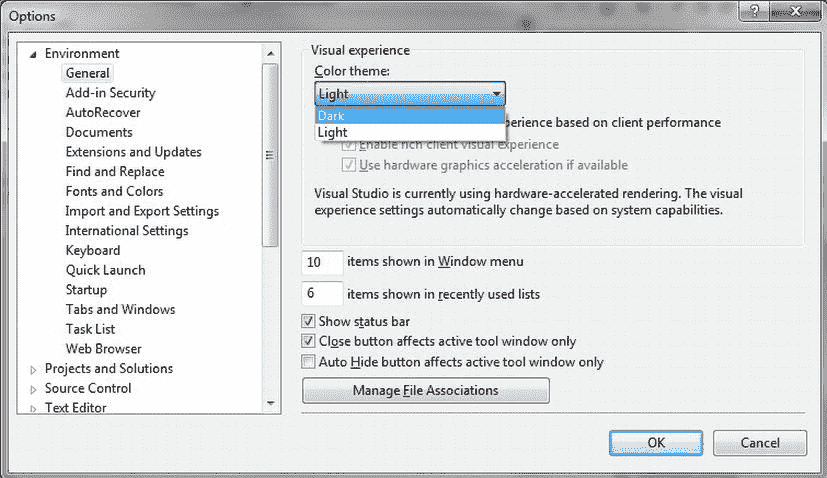 Options
Environment
General
Add-in Security
AutoRecover
Documents
Extensions and Updates
Find and Replace
Fonts and Colors
Import and Export Settings
International Settings
Keyboard
Quick Launch
Startup
Tabs and Windows
Task List
Web Browser
Projects and Solutions
Source Control
Text Editor
Visual experience
Color theme:
Light
Dark
Light
perience based on client performance
Enable rich client visual experience
Use hardware graphics acceleration if available
Visual Studio is currently using hardware-accelerated rendering. The visual
experience settings automatically change based on system capabilities.
10 items shown in Window menu
6 items shown in recently used lists
Show status bar
Close button affects active tool window only
Auto Hide button affects active tool window only
Manage File Associations
OK
Cancel